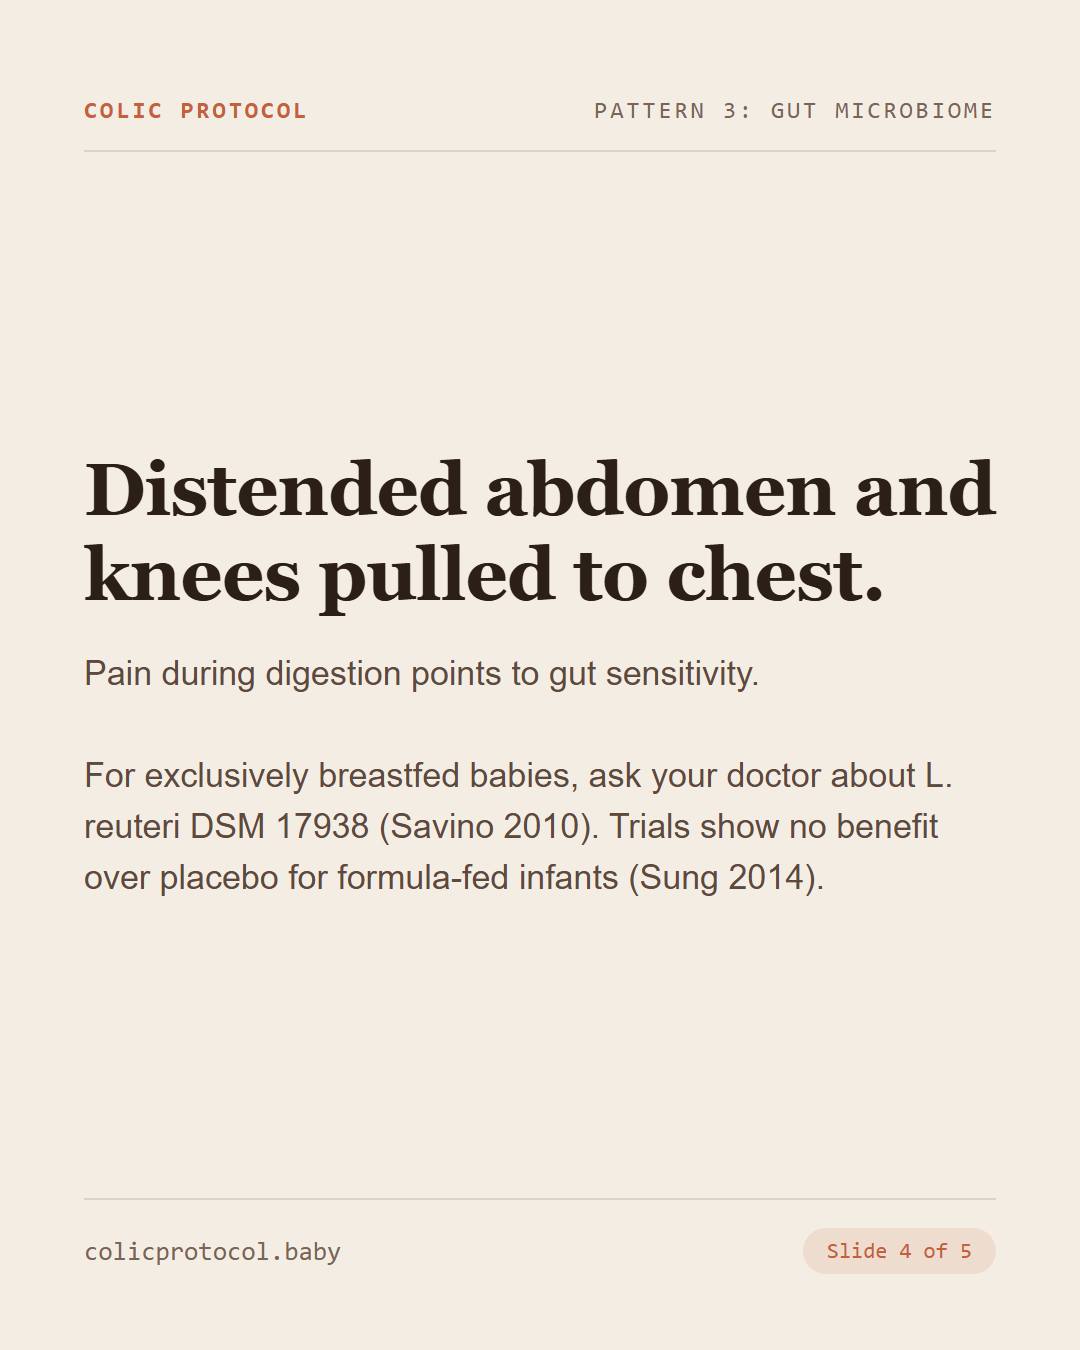 COLIC PROTOCOL
PATTERN 3: GUT MICROBIOME
Distended abdomen and
knees pulled to chest.
Pain during digestion points to gut sensitivity.
For exclusively breastfed babies, ask your doctor about L.
reuteri DSM 17938 (Savino 2010). Trials show no benefit
over placebo for formula-fed infants (Sung 2014).
colicprotocol.baby
Slide 4 of 5